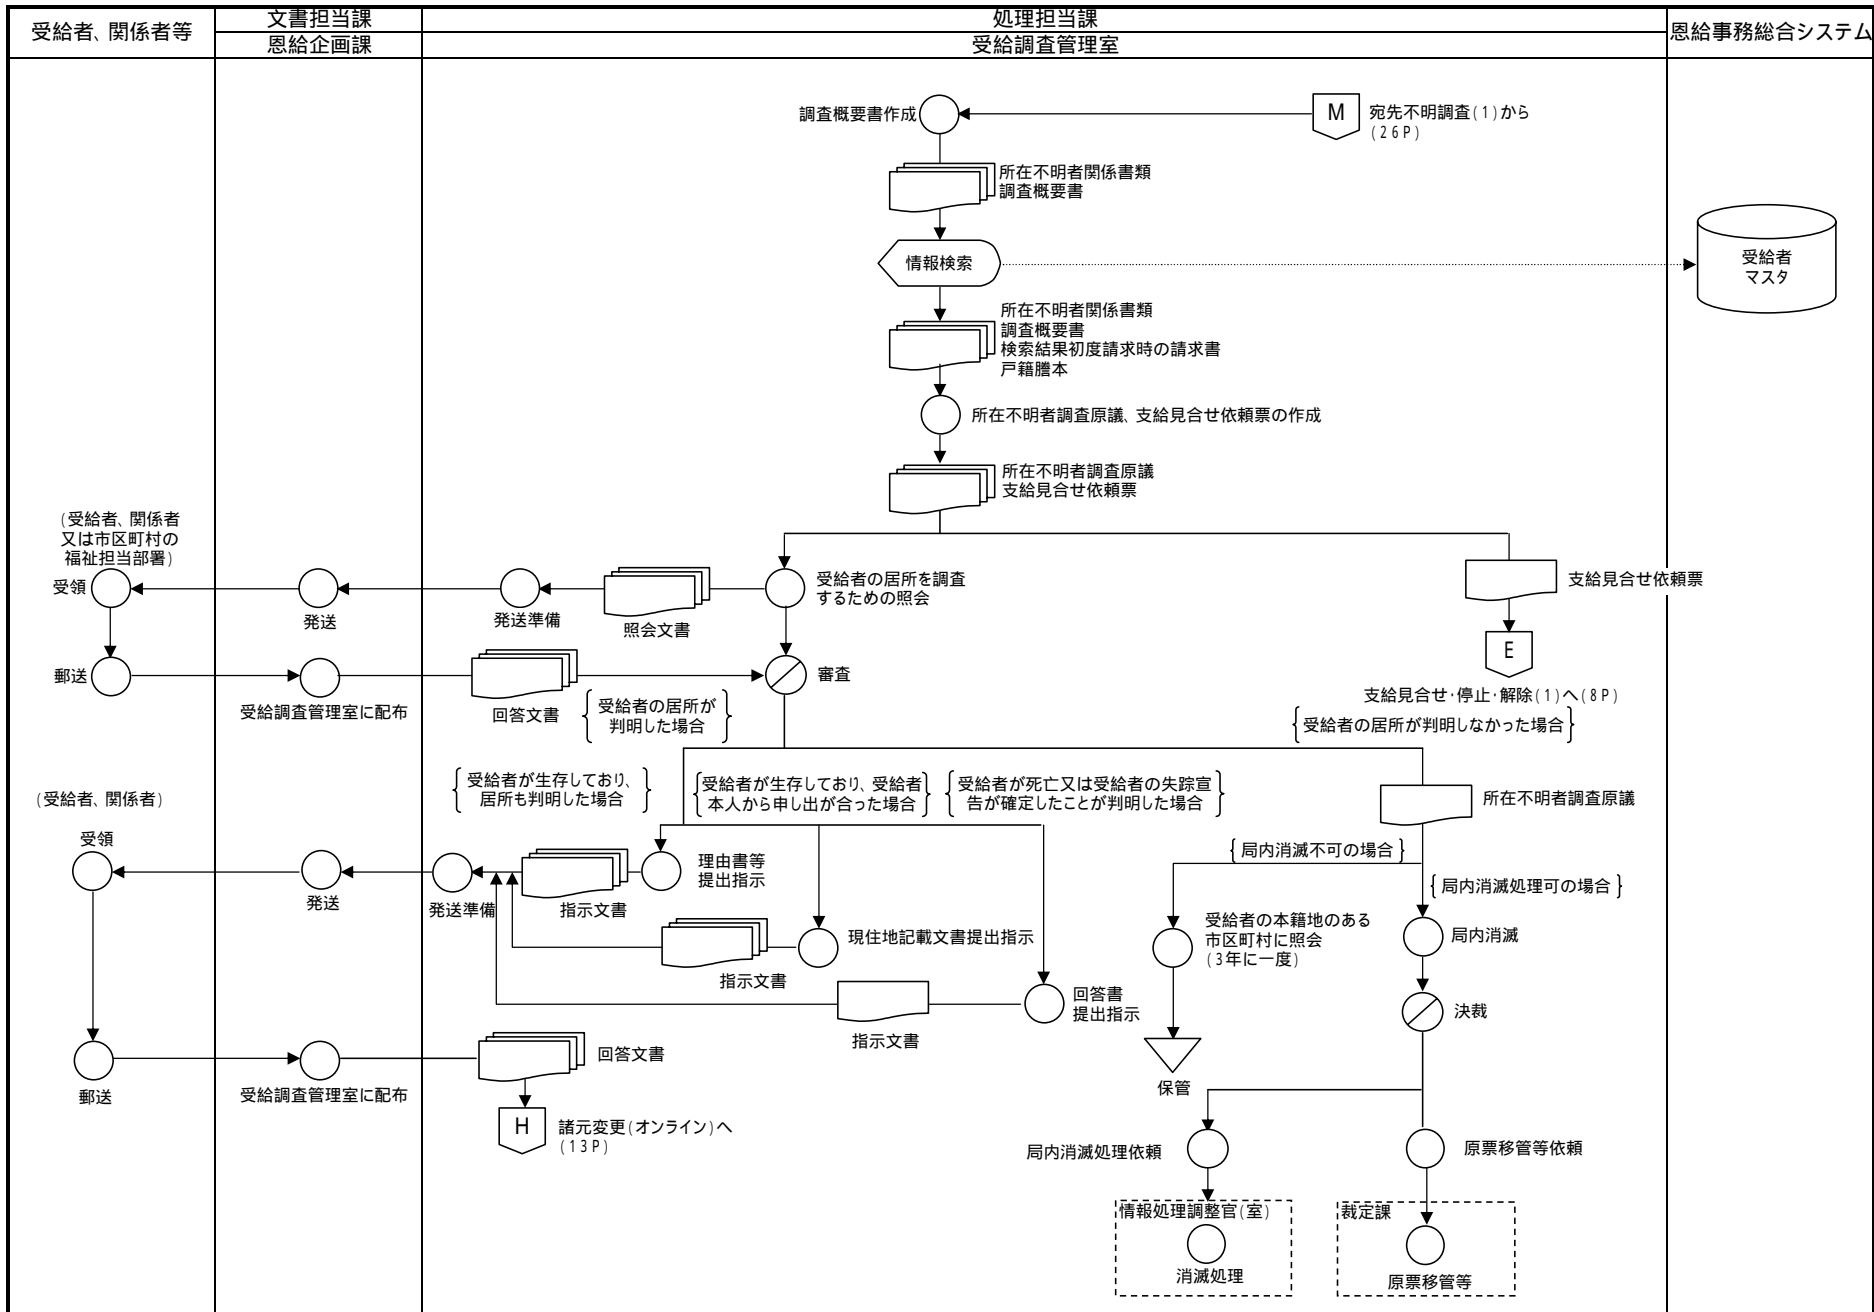 受給者、関係者等
文書担当課
恩給企画課
処理担当課
受給調査管理室
恩給事務総合システム
調査概要書作成
M
宛先不明調査(1)から
(26P)
所在不明者関係書類
調査概要書
情報検索
受給者
マスタ
所在不明者関係書類
調査概要書
検索結果初度請求時の請求書
戸籍謄本
所在不明者調査原議、支給見合せ依頼票の作成
所在不明者調査原議
支給見合せ依頼票
(受給者、関係者
又は市区町村の
福祉担当部署)
受領
発送
発送準備
照会文書
受給者の居所を調査
するための照会
支給見合せ依頼票
E
支給見合せ・停止・解除(1)へ(8P)
郵送
受給調査管理室に配布
回答文書
審査
{受給者の居所が
判明した場合}
{受給者の居所が判明しなかった場合}
{受給者が生存しており、
居所も判明した場合}
{受給者が生存しており、受給者
本人から申し出が合った場合}
{受給者が死亡又は受給者の失踪宣
告が確定したことが判明した場合}
所在不明者調査原議
(受給者、関係者)
受領
発送
発送準備
指示文書
理由書等
提出指示
{局内消滅不可の場合}
{局内消滅処理可の場合}
指示文書
現住地記載文書提出指示
受給者の本籍地のある
市区町村に照会
(3年に一度)
局内消滅
指示文書
回答書
提出指示
決裁
保管
郵送
受給調査管理室に配布
回答文書
H
諸元変更(オンライン)へ
(13P)
局内消滅処理依頼
原票移管等依頼
情報処理調整官(室)
消滅処理
裁定課
原票移管等